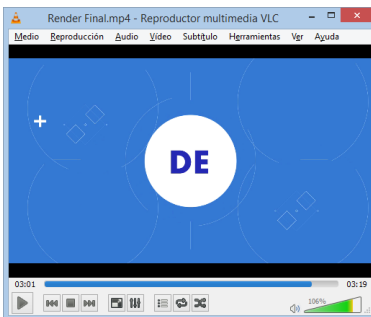 Render Final.mp4 - Reproductor multimedia VLC
Medio Reproducción Audio Vídeo Subtítulo Herramientas Ver Ayuda
DE
03:01 03:19
106%